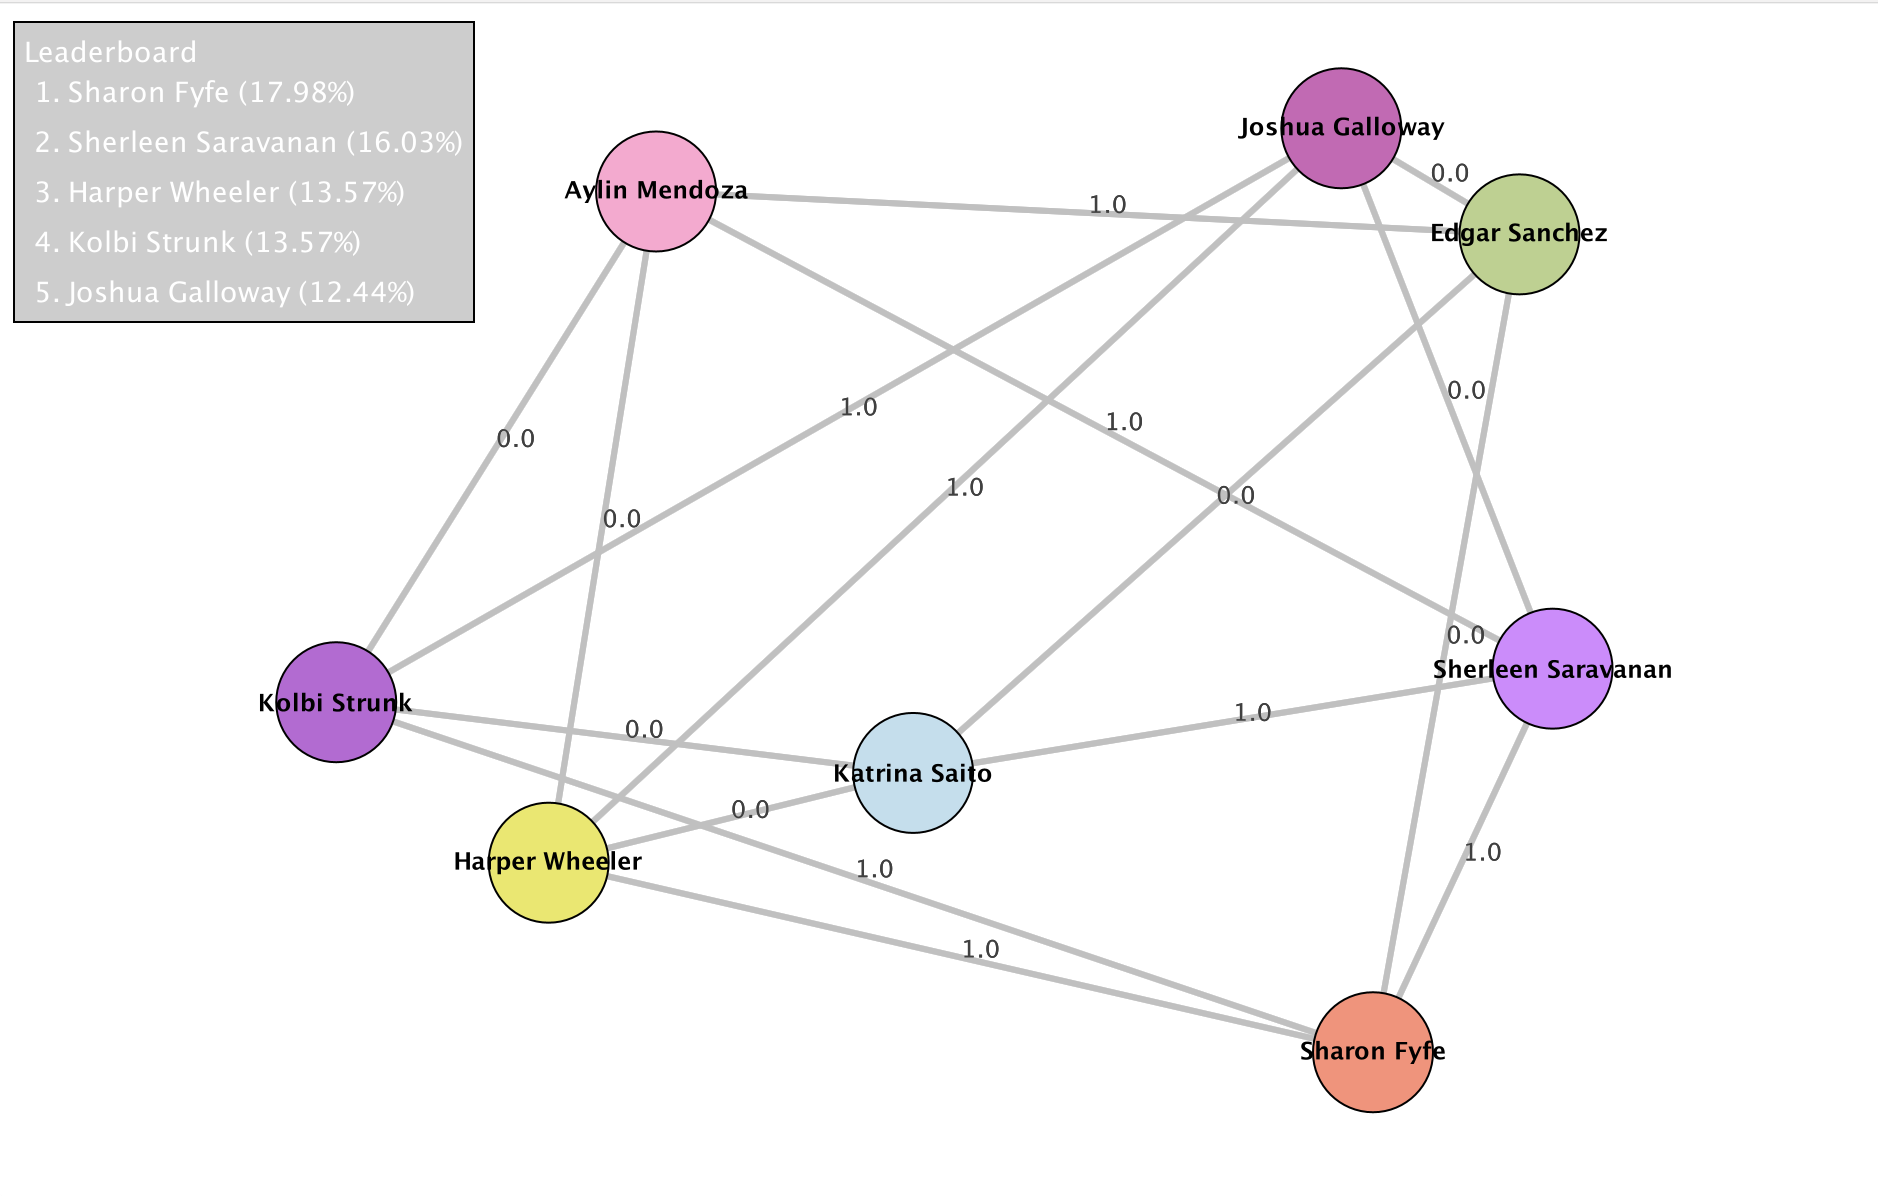 Leaderboard
1. Sharon Fyfe (17.98%)
2. Sherleen Saravanan (16.03%)
3. Harper Wheeler (13.57%)
4. Kolbi Strunk (13.57%)
5. Joshua Galloway (12.44%)
Joshua Galloway
0.0
Aylin Mendoza
1.0
Edgar Sanchez
0.0
1.0
1.0
0.0
1.0
0.0
0.0
0.0
Sherleen Saravanan
Kolbi Strunk
1.0
0.0
Katrina Saito
0.0
1.0
Harper Wheeler
1.0
1.0
Sharon Fyfe